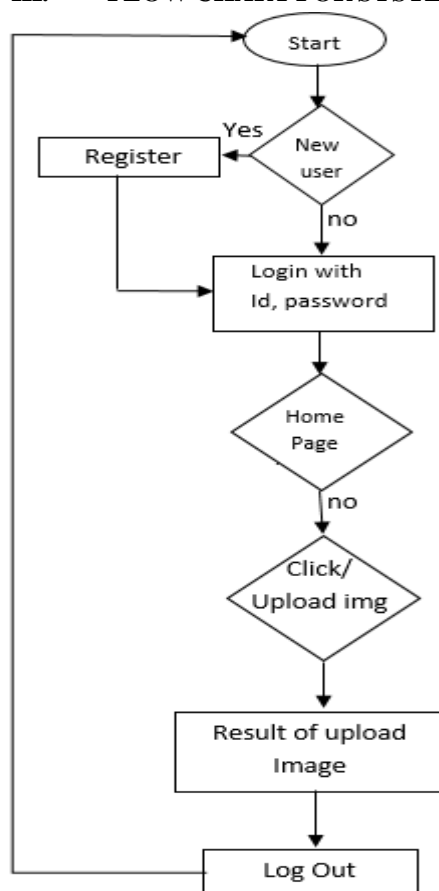 Start
Yes
New
user
Register
no
Login with
Id, password
Home
Page
no
Click/
Upload img
Result of upload
Image
Log Out